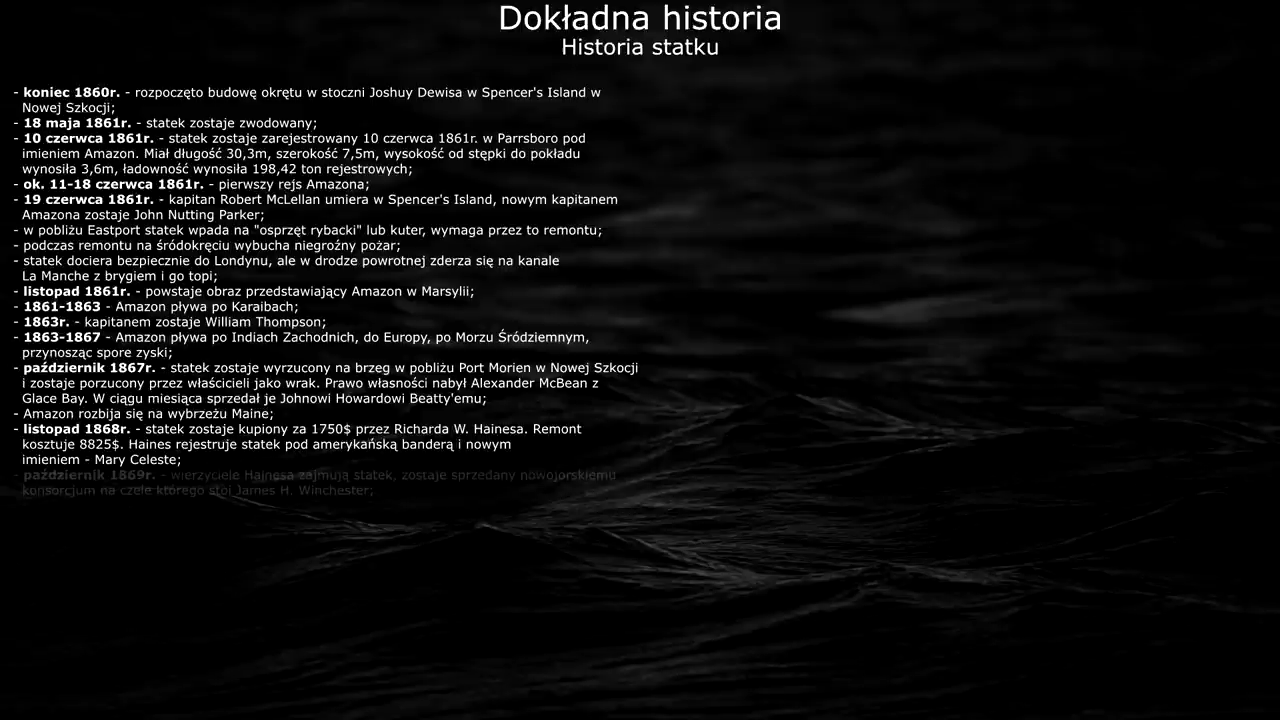 Dokładna historia
Historia statku
- koniec 1860r. - rozpoczęto budowę okrętu w stoczni Joshuy Dewisa w Spencer's Island w
Nowej Szkocji;
- 18 maja 1861r. - statek zostaje zwodowany;
- 10 czerwca 1861r. - statek zostaje zarejestrowany 10 czerwca 1861r. w Parrsboro pod
imieniem Amazon. Miał długość 30,3m, szerokość 7,5m, wysokość od stępki do pokładu
wynosiła 3,6m, ładowność wynosiła 198,42 ton rejestrowych;
- ok. 11-18 czerwca 1861r. - pierwszy rejs Amazona;
- 19 czerwca 1861r. - kapitan Robert McLellan umiera w Spencer's Island, nowym kapitanem
Amazona zostaje John Nutting Parker;
- w pobliżu Eastport statek wpada na "osprzęt rybacki" lub kuter, wymaga przez to remontu;
- podczas remontu na śródokręciu wybucha niegroźny pożar;
- statek dociera bezpiecznie do Londynu, ale w drodze powrotnej zderza się na kanale
La Manche z brygiem i go topi;
- listopad 1861r. - powstaje obraz przedstawiający Amazon w Marsylii;
- 1861-1863 - Amazon pływa po Karaibach;
- 1863r. - kapitanem zostaje William Thompson;
- 1863-1867 - Amazon pływa po Indiach Zachodnich, do Europy, po Morzu Śródziemnym,
przynosząc spore zyski;
- październik 1867r. - statek zostaje wyrzucony na brzeg w pobliżu Port Morien w Nowej Szkocji
i zostaje porzucony przez właścicieli jako wrak. Prawo własności nabył Alexander McBean z
Glace Bay. W ciągu miesiąca sprzedał je Johnowi Howardowi Beatty'emu;
- Amazon rozbija się na wybrzeżu Maine;
- listopad 1868r. - statek zostaje kupiony za 1750$ przez Richarda W. Hainesa. Remont
kosztuje 8825$. Haines rejestruje statek pod amerykańską banderą i nowym
imieniem - Mary Celeste;
- październik 1869r. - wierzyciele Hainesa zajmują statek, zostaje sprzedany nowojorskiemu
konsorcjum na czele którego stoi James H. Winchester;